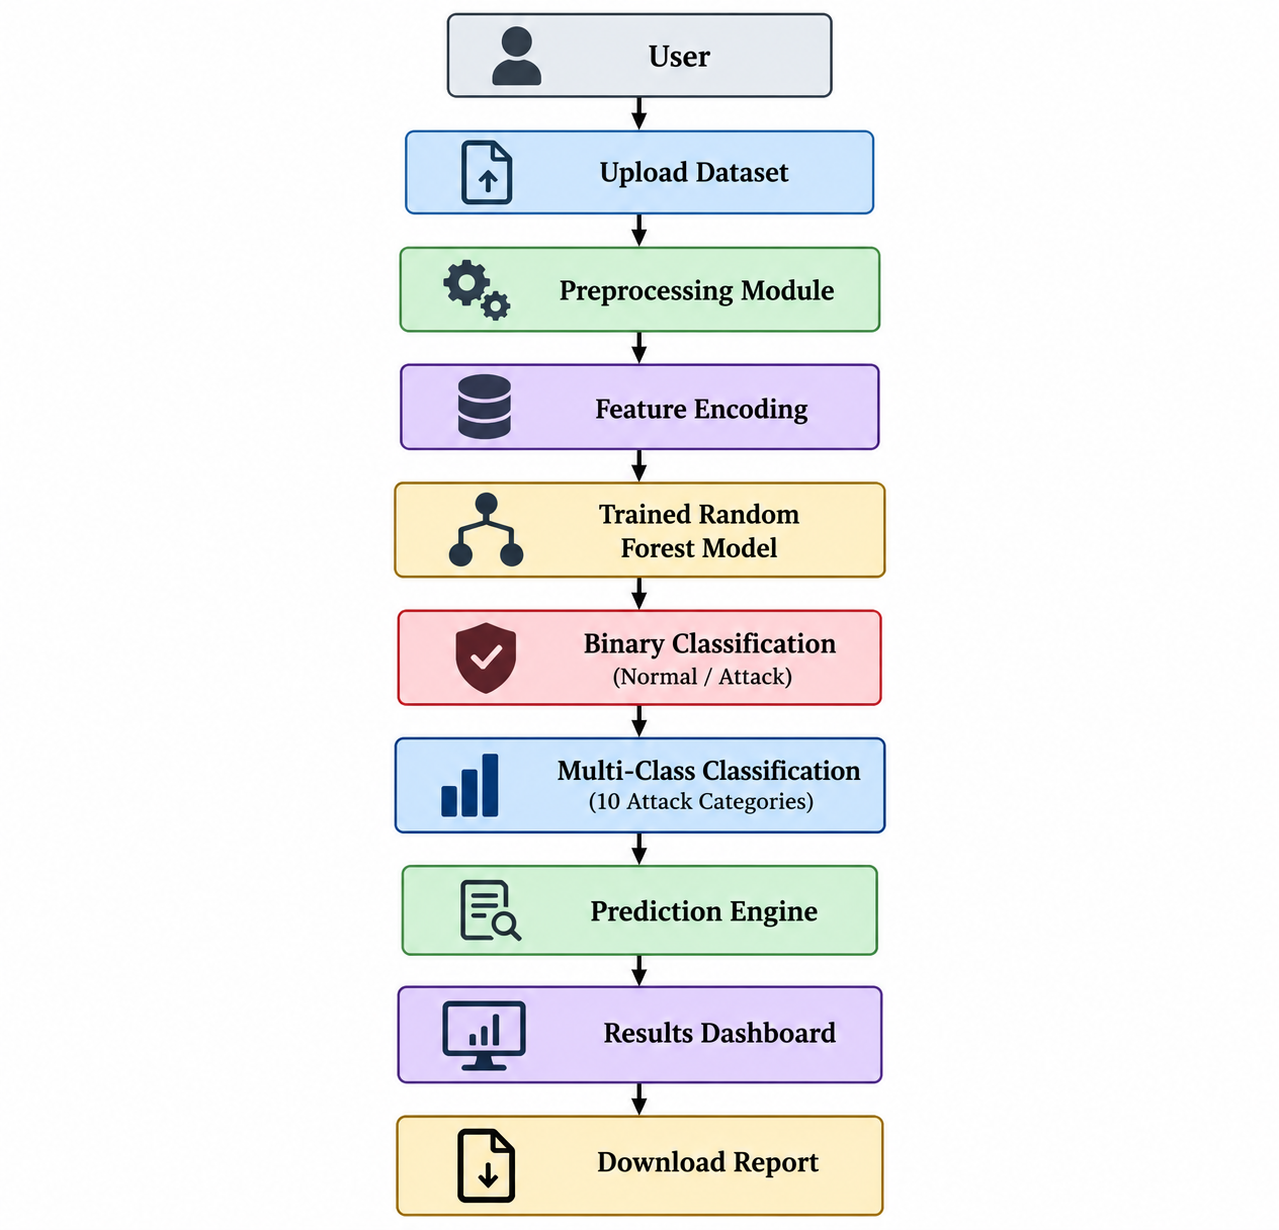 User
Upload Dataset
Preprocessing Module
Feature Encoding
Trained Random
Forest Model
Binary Classification
(Normal / Attack)
Multi-Class Classification
(10 Attack Categories)
Prediction Engine
Results Dashboard
Download Report